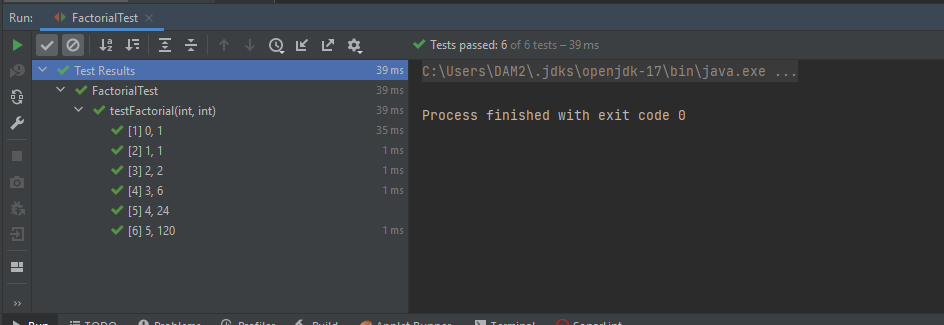 Run: FactorialTest
Tests passed: 6 of 6 tests – 39 ms
Test Results 39 ms
FactorialTest 39 ms
testFactorial(int, int) 39 ms
[1] 0, 1 35 ms
[2] 1, 1 1 ms
[3] 2, 2 1 ms
[4] 3, 6 1 ms
[5] 4, 24
[6] 5, 120 1 ms
C:\Users\DAM2\.jdks\openjdk-17\bin\java.exe ...
Process finished with exit code 0
Run TODO Problems Profiler Build Applet Runner Terminal SonarLint